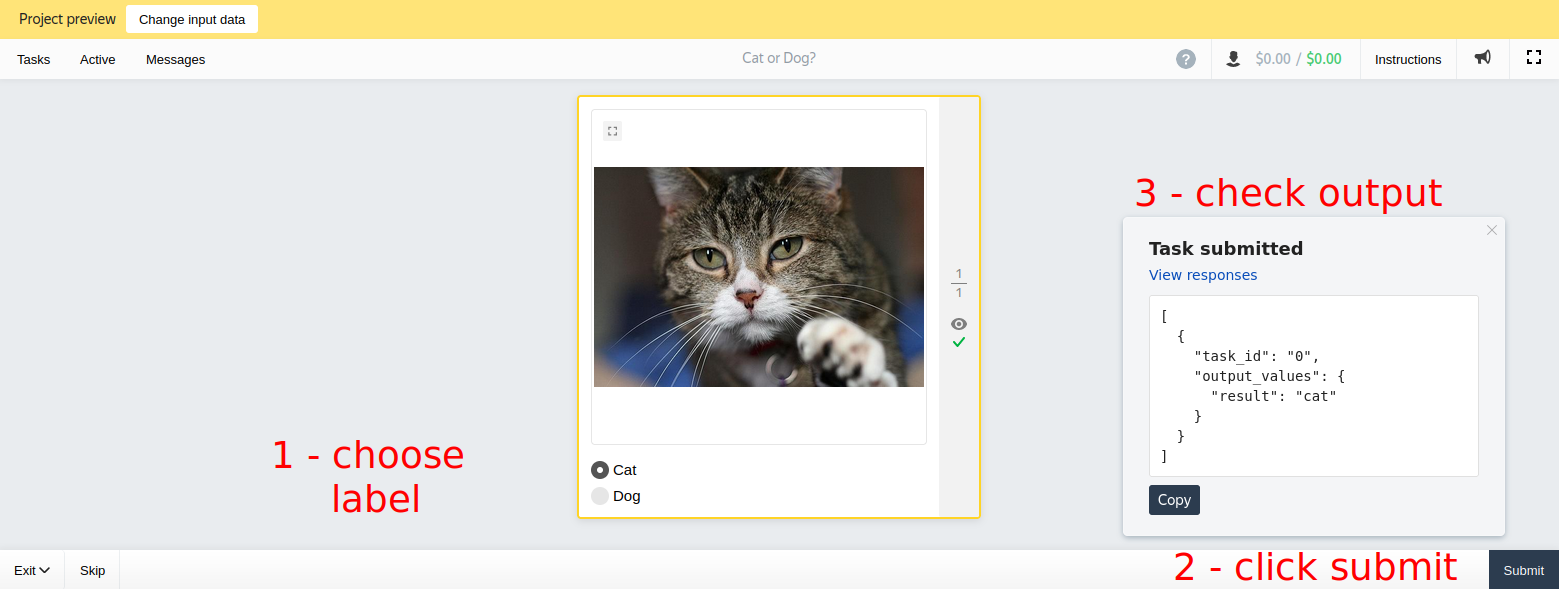 Project preview
Change input data
Tasks Active Messages
Cat or Dog?
?
$0.00 / $0.00
Instructions
3 - check output
Task submitted
View responses
[
{
"task_id": "0",
"output_values": {
"result": "cat"
}
}
]
Copy
1
1
1 - choose
label
Cat
Dog
Exit
Skip
2 - click submit
Submit